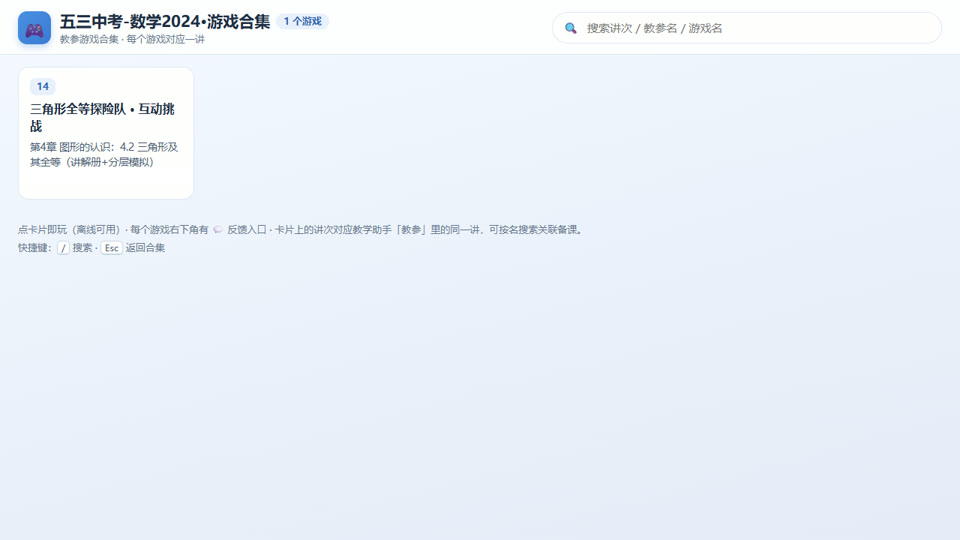 五三中考-数学2024·游戏合集 1 个游戏
教参游戏合集 · 每个游戏对应一讲
搜索讲次 / 教参名 / 游戏名
14
三角形全等探险队 · 互动挑
战
第4章 图形的认识：4.2 三角形及
其全等（讲解册+分层模拟）
点卡片即玩（离线可用）· 每个游戏右下角有 💬 反馈入口 · 卡片上的讲次对应教学助手「教参」里的同一讲，可按名搜索关联备课。
快捷键： / 搜索 · Esc 返回合集